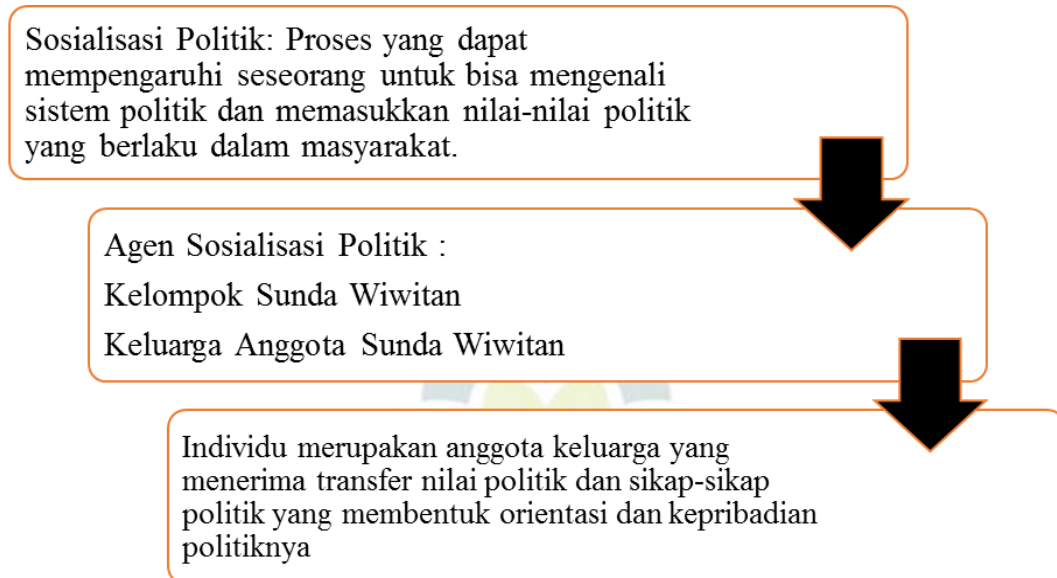 Sosialisasi Politik: Proses yang dapat
mempengaruhi seseorang untuk bisa mengenali
sistem politik dan memasukkan nilai-nilai politik
yang berlaku dalam masyarakat.
Agen Sosialisasi Politik :
Kelompok Sunda Wiwitan
Keluarga Anggota Sunda Wiwitan
Individu merupakan anggota keluarga yang
menerima transfer nilai politik dan sikap-sikap
politik yang membentuk orientasi dan kepribadian
politiknya